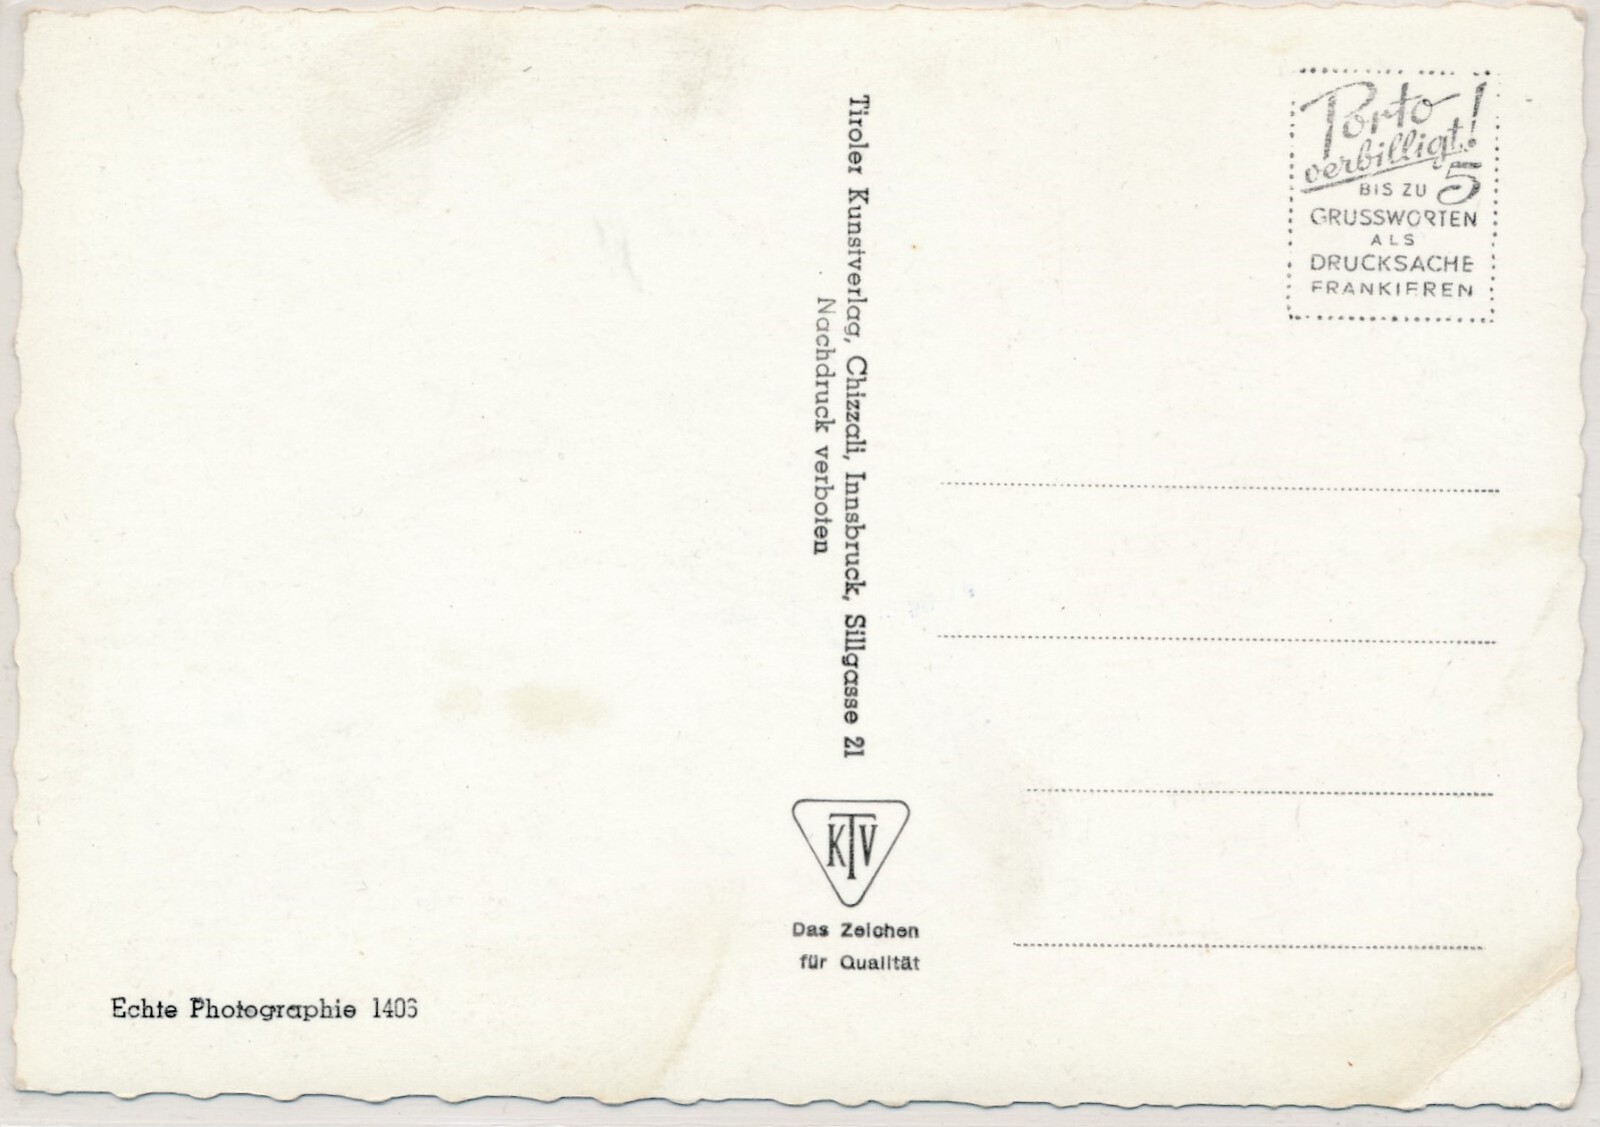 Porto
verbilligt!
BIS ZU 5
GRUSSWORTEN
ALS
DRUCKSACHE
FRANKIEREN
Tiroler Kunstverlag, Chizzali, Innsbruck, Sillgasse 21
Nachdruck verboten
KTV
Das Zeichen
für Qualität
Echte Photographie